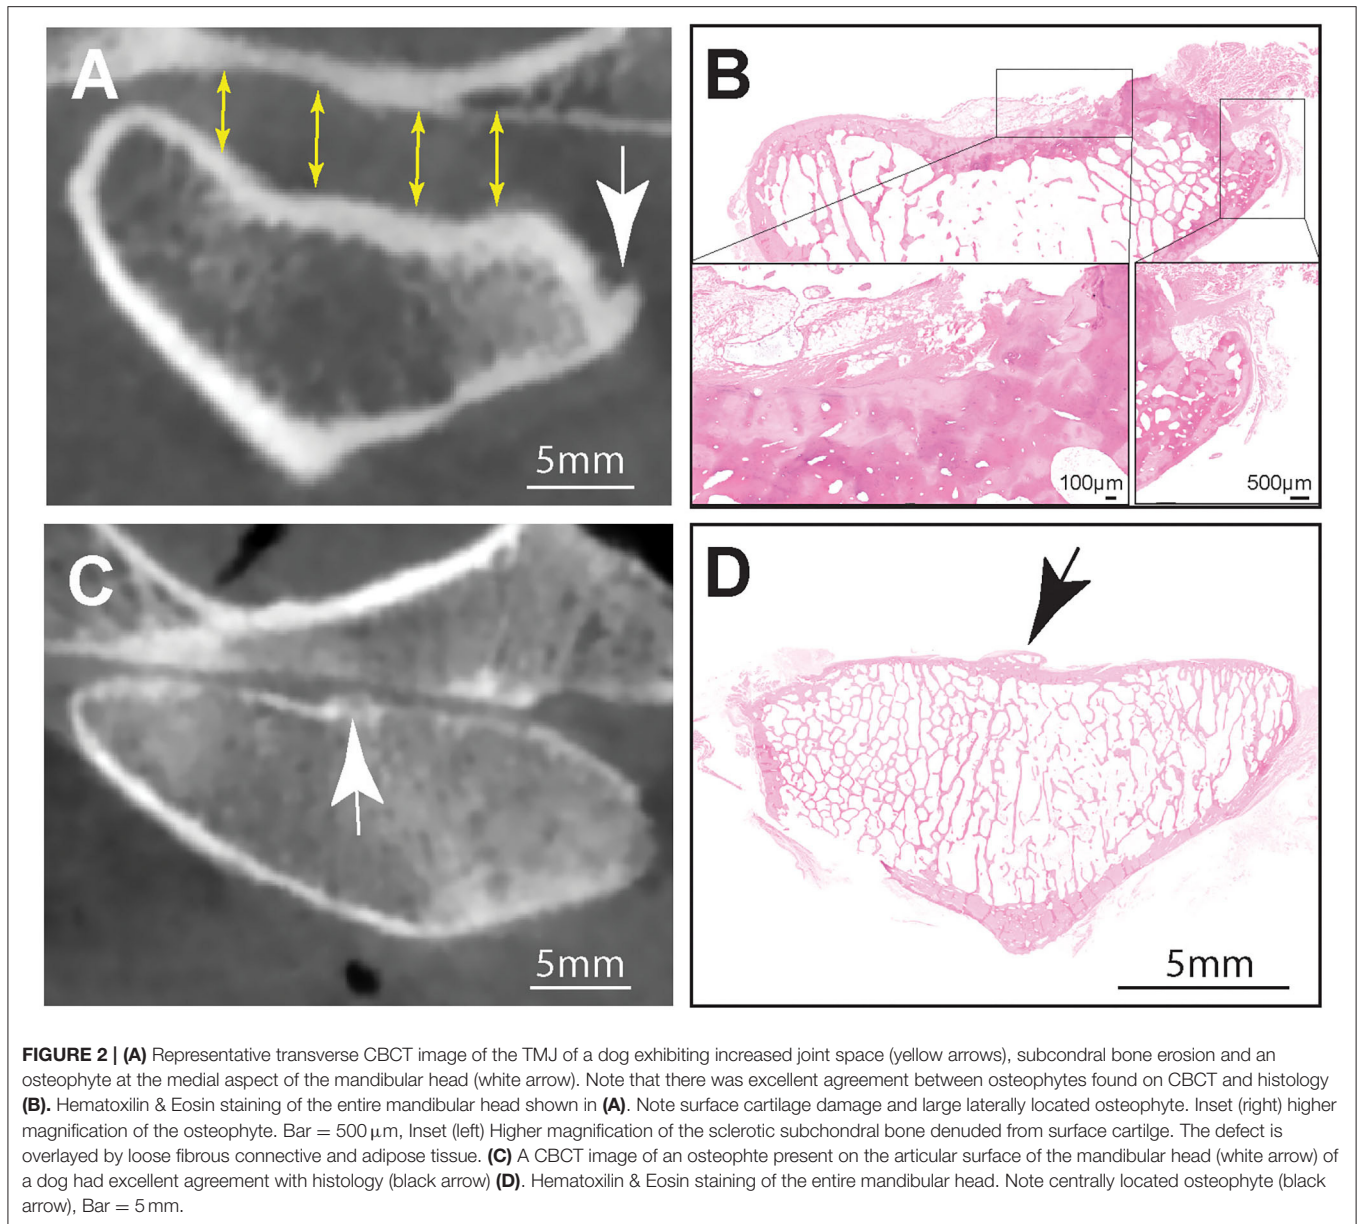 A
5mm
B
100µm
500µm
C
5mm
D
5mm
FIGURE 2 | (A) Representative transverse CBCT image of the TMJ of a dog exhibiting increased joint space (yellow arrows), subcondral bone erosion and an
osteophyte at the medial aspect of the mandibular head (white arrow). Note that there was excellent agreement between osteophytes found on CBCT and histology
(B). Hematoxilin & Eosin staining of the entire mandibular head shown in (A). Note surface cartilage damage and large laterally located osteophyte. Inset (right) higher
magnification of the osteophyte. Bar = 500 µm, Inset (left) Higher magnification of the sclerotic subchondral bone denuded from surface cartilge. The defect is
overlayed by loose fibrous connective and adipose tissue. (C) A CBCT image of an osteophte present on the articular surface of the mandibular head (white arrow) of
a dog had excellent agreement with histology (black arrow) (D). Hematoxilin & Eosin staining of the entire mandibular head. Note centrally located osteophyte (black
arrow), Bar = 5 mm.